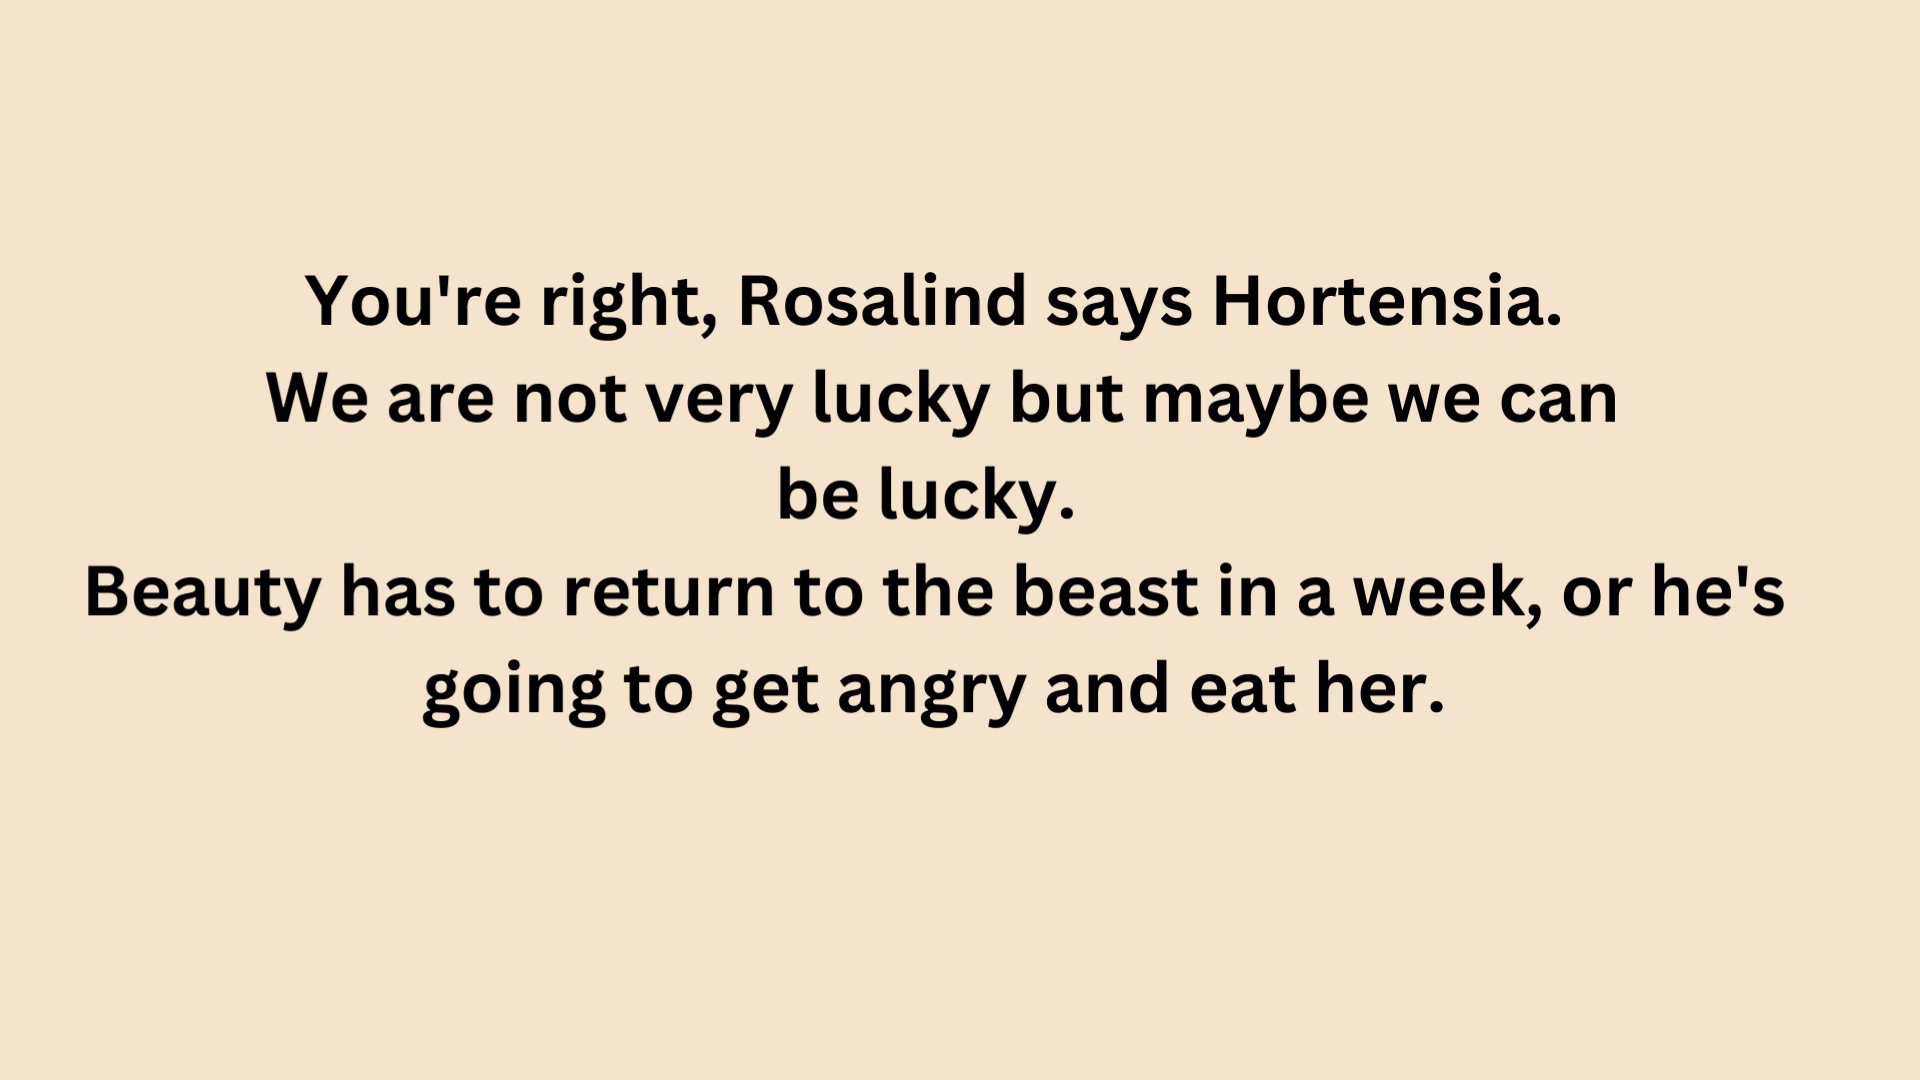 You're right, Rosalind says Hortensia.
We are not very lucky but maybe we can
be lucky.
Beauty has to return to the beast in a week, or he's
going to get angry and eat her.